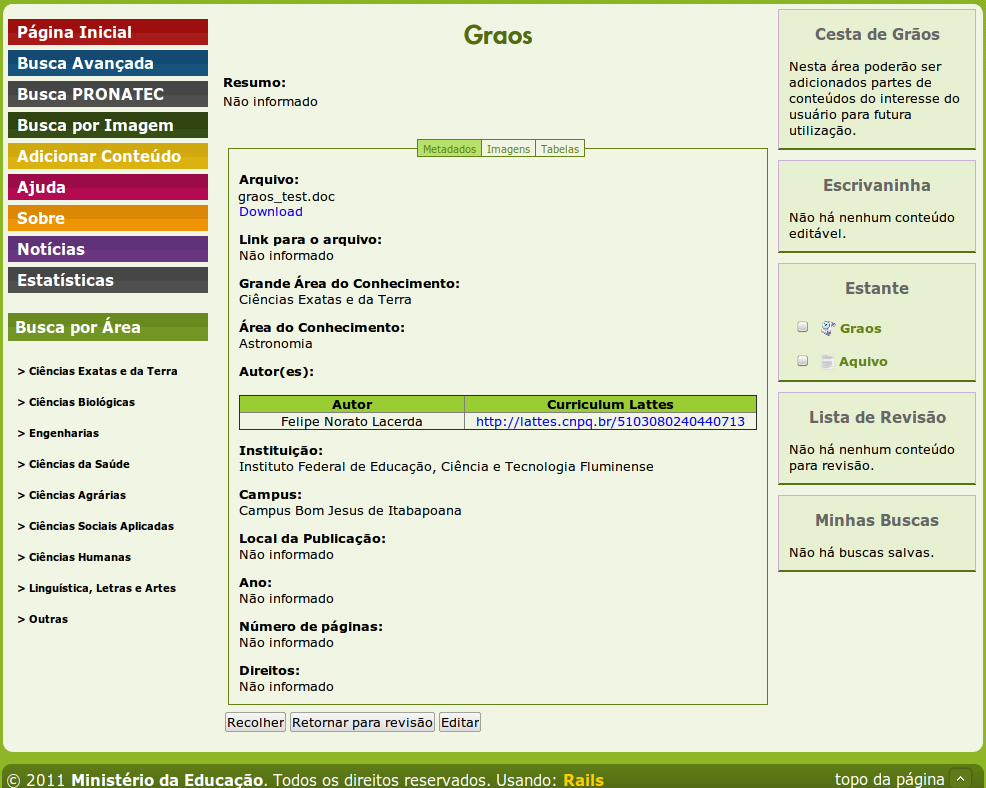 Página Inicial
Busca Avançada
Busca PRONATEC
Busca por Imagem
Adicionar Conteúdo
Ajuda
Sobre
Notícias
Estatísticas
Busca por Área
> Ciências Exatas e da Terra
> Ciências Biológicas
> Engenharias
> Ciências da Saúde
> Ciências Agrárias
> Ciências Sociais Aplicadas
> Ciências Humanas
> Linguística, Letras e Artes
> Outras
Graos
Resumo:
Não informado
Metadados Imagens Tabelas
Arquivo:
graos_test.doc
Download
Link para o arquivo:
Não informado
Grande Área do Conhecimento:
Ciências Exatas e da Terra
Área do Conhecimento:
Astronomia
Autor(es):
Autor Curriculum Lattes
Felipe Norato Lacerda http://lattes.cnpq.br/5103080240440713
Instituição:
Instituto Federal de Educação, Ciência e Tecnologia Fluminense
Campus:
Campus Bom Jesus de Itabapoana
Local da Publicação:
Não informado
Ano:
Não informado
Número de páginas:
Não informado
Direitos:
Não informado
Recolher Retornar para revisão Editar
Cesta de Grãos
Nesta área poderão ser
adicionados partes de
conteúdos do interesse do
usuário para futura
utilização.
Escrivaninha
Não há nenhum conteúdo
editável.
Estante
Graos
Aquivo
Lista de Revisão
Não há nenhum conteúdo
para revisão.
Minhas Buscas
Não há buscas salvas.
© 2011 Ministério da Educação. Todos os direitos reservados. Usando: Rails
topo da página